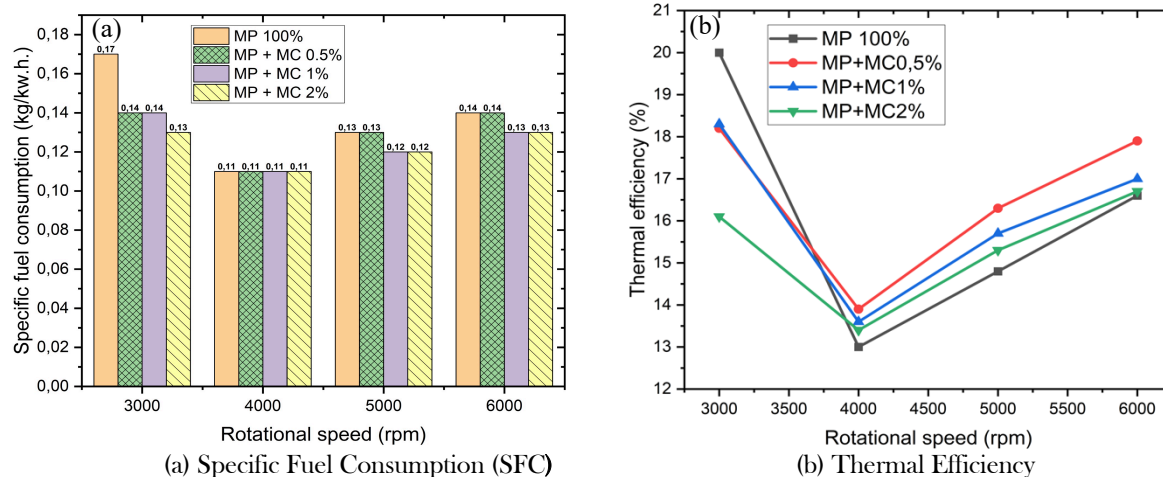 (a)
MP 100%
MP + MC 0.5%
MP + MC 1%
MP + MC 2%
Specific fuel consumption (kg/kw.h.)
0,18
0,16
0,14
0,12
0,10
0,08
0,06
0,04
0,02
0,00
0,17
0,14
0,14
0,13
0,11
0,11
0,11
0,11
0,13
0,13
0,12
0,12
0,14
0,14
0,13
0,13
3000
4000
5000
6000
Rotational speed (rpm)
(a) Specific Fuel Consumption (SFC)
(b)
MP 100%
MP+MC0,5%
MP+MC1%
MP+MC2%
Thermal efficiency (%)
21
20
19
18
17
16
15
14
13
12
3000
3500
4000
4500
5000
5500
6000
Rotational speed (rpm)
(b) Thermal Efficiency